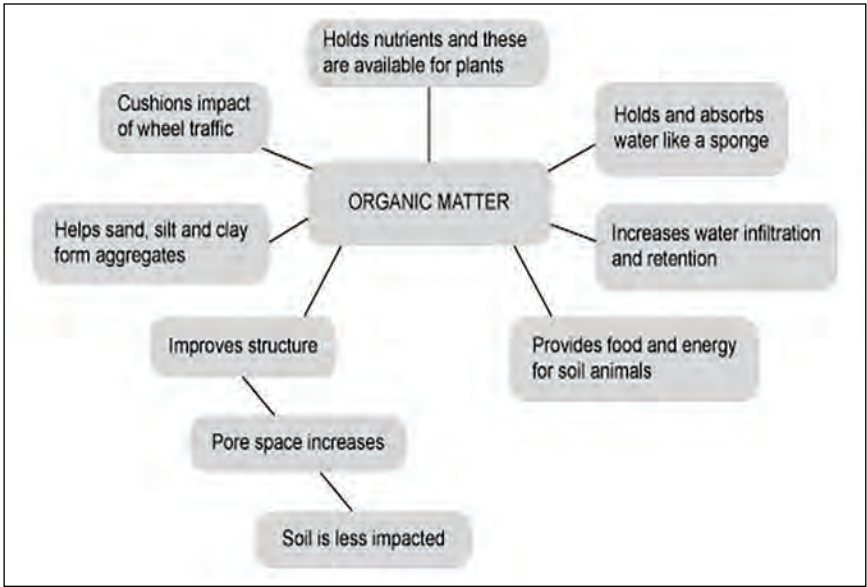 Holds nutrients and these
are available for plants
Cushions impact
of wheel traffic
Holds and absorbs
water like a sponge
ORGANIC MATTER
Helps sand, silt and clay
form aggregates
Increases water infiltration
and retention
Improves structure
Provides food and energy
for soil animals
Pore space increases
Soil is less impacted